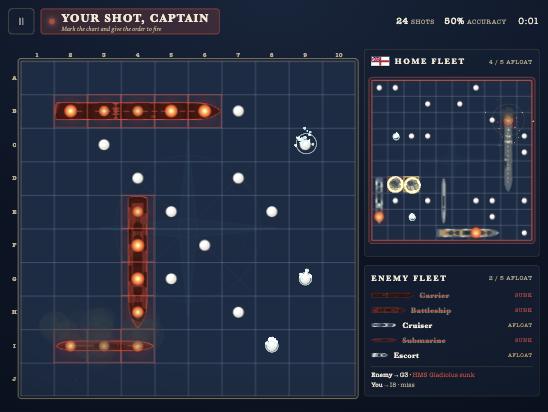 YOUR SHOT, CAPTAIN
Mark the chart and give the order to fire
24 SHOTS 50% ACCURACY 0:01
1 2 3 4 5 6 7 8 9 10
A
B
C
D
E
F
G
H
I
J
HOME FLEET 4 / 5 AFLOAT
ENEMY FLEET 2 / 5 AFLOAT
Carrier SUNK
Battleship SUNK
Cruiser AFLOAT
Submarine SUNK
Escort AFLOAT
Enemy → G3 · HMS Gladiolus sunk
You → I8 · miss